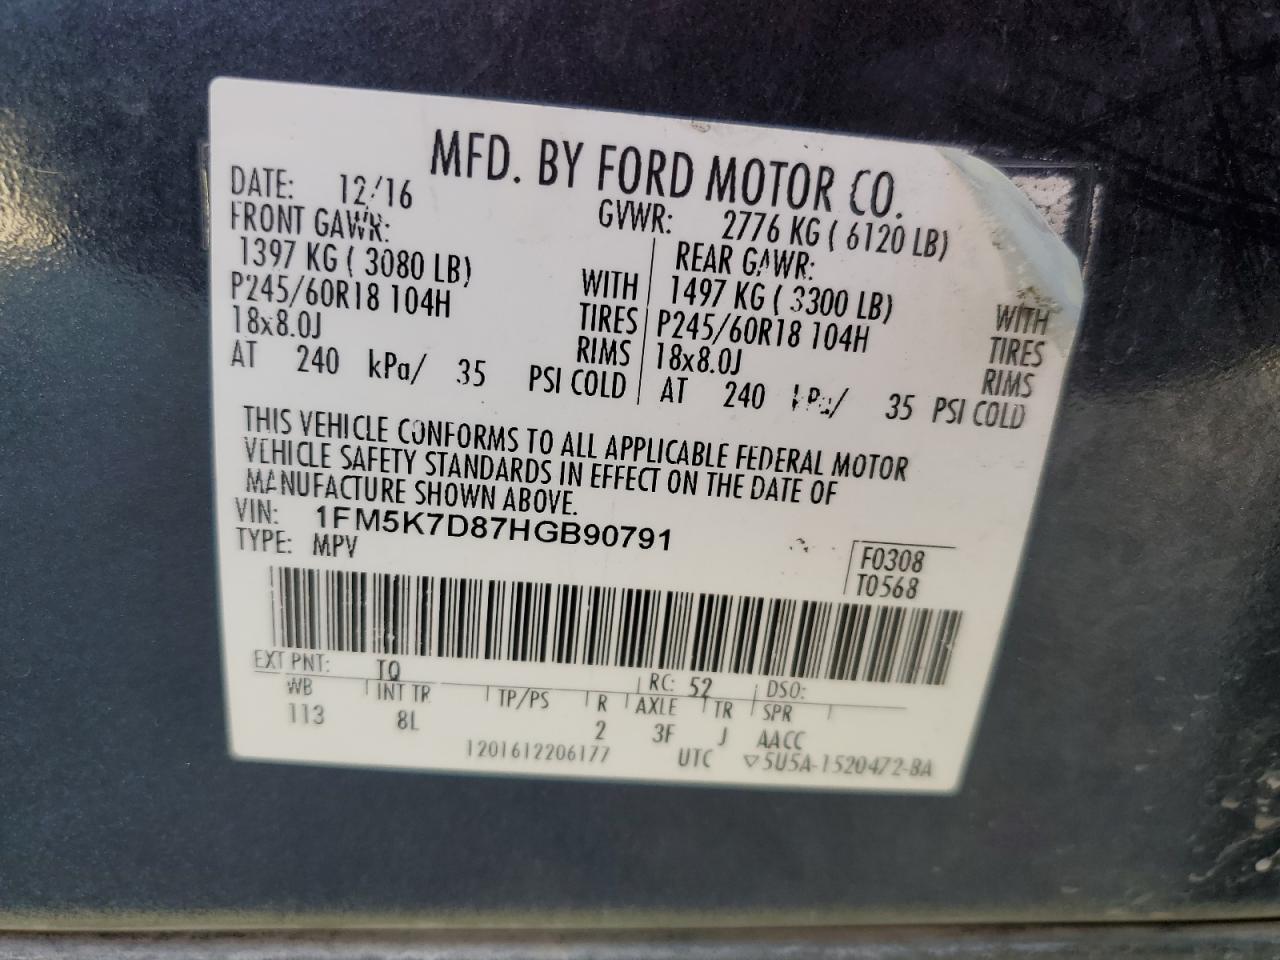 MFD. BY FORD MOTOR CO.
DATE: 12/16 GVWR: 2776 KG ( 6120 LB)
FRONT GAWR: REAR GAWR:
1397 KG ( 3080 LB) WITH 1497 KG ( 3300 LB) WITH
P245/60R18 104H TIRES P245/60R18 104H TIRES
18x8.0J RIMS 18x8.0J RIMS
AT 240 kPa/ 35 PSI COLD AT 240 kPa/ 35 PSI COLD
THIS VEHICLE CONFORMS TO ALL APPLICABLE FEDERAL MOTOR
VEHICLE SAFETY STANDARDS IN EFFECT ON THE DATE OF
MANUFACTURE SHOWN ABOVE.
VIN: 1FM5K7D87HGB90791
TYPE: MPV F0308
T0568
EXT PNT: TQ RC: 52 DSO:
WB INT TR TP/PS R AXLE TR SPR
113 8L 2 3F J AACC
1201612206177 UTC ▽5U5A-1520472-BA